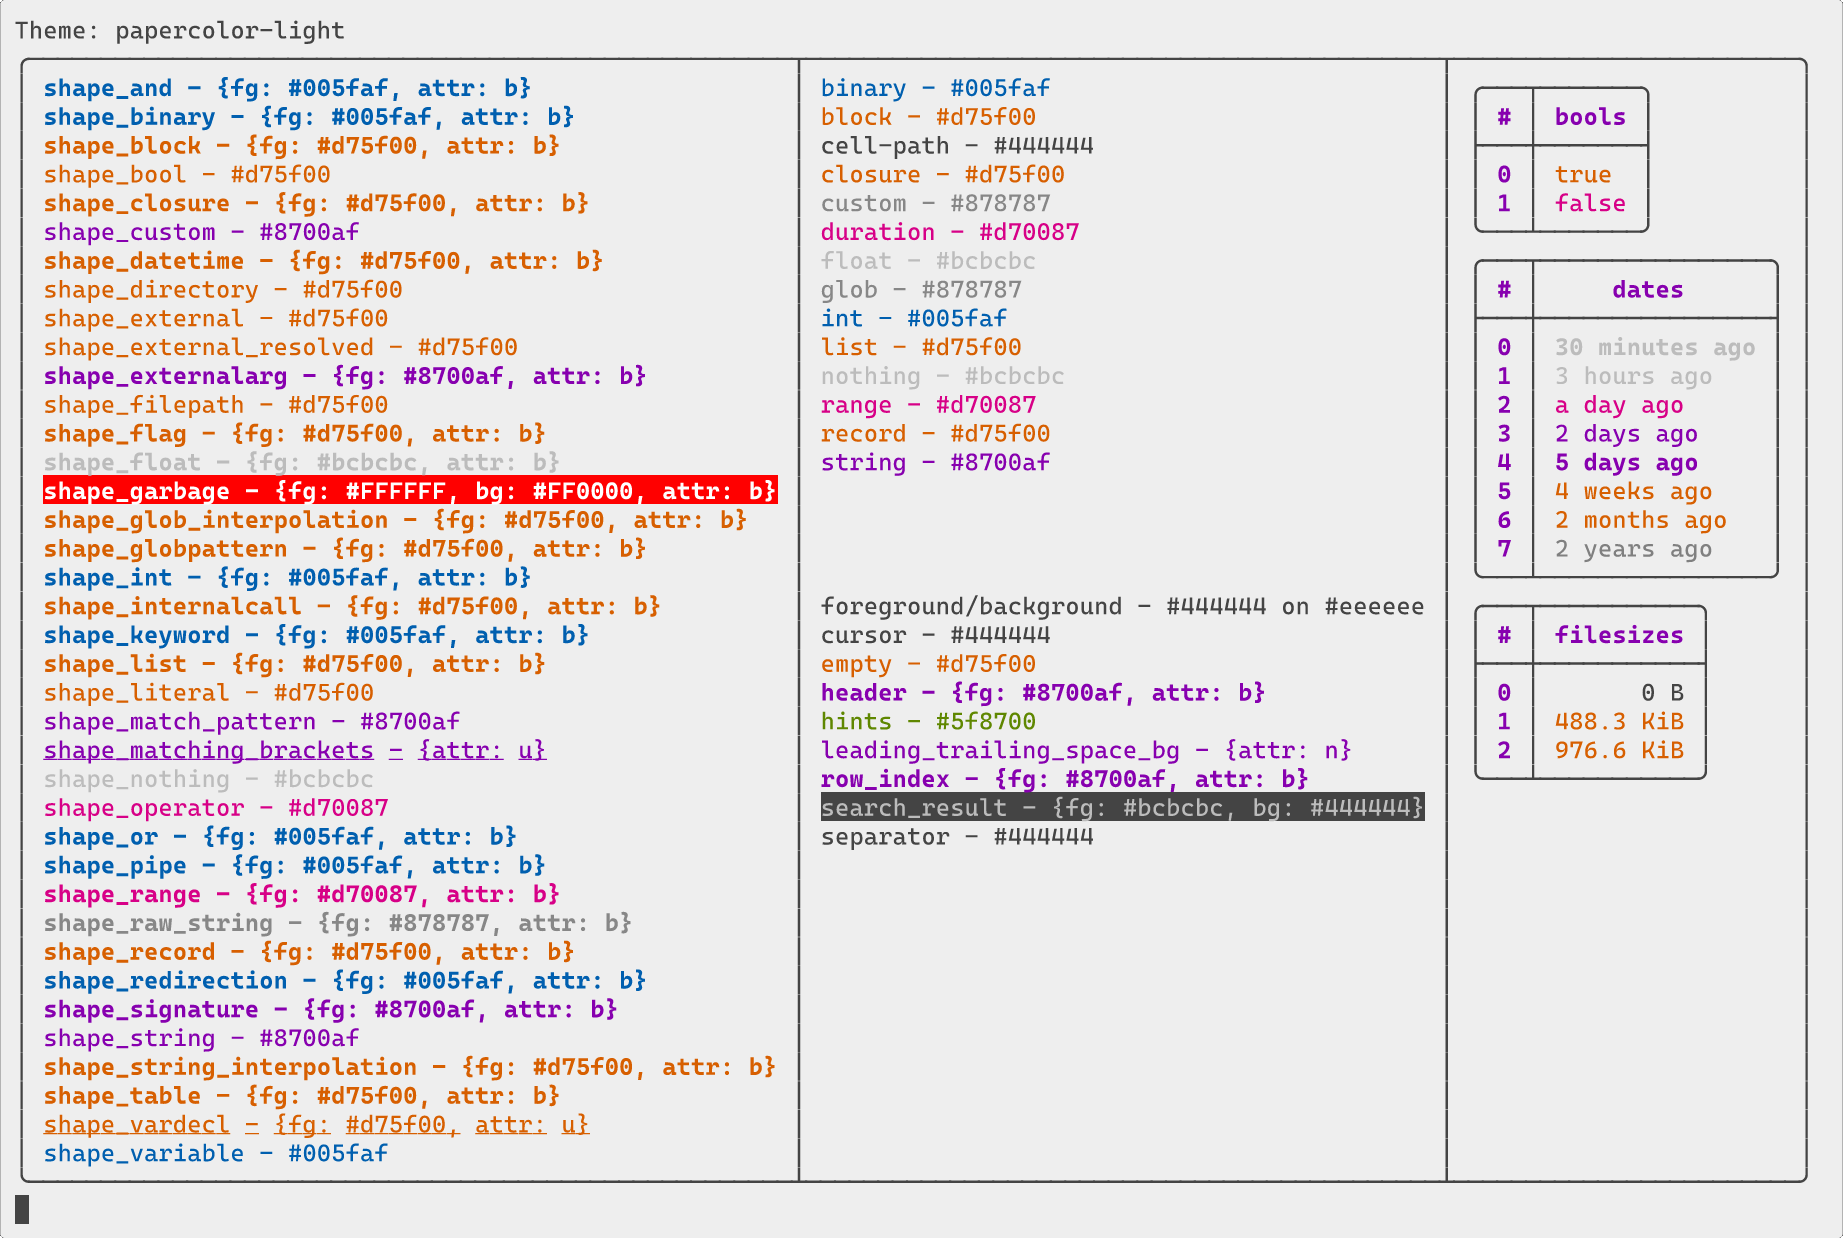 Theme: papercolor-light
shape_and - {fg: #005faf, attr: b}
shape_binary - {fg: #005faf, attr: b}
shape_block - {fg: #d75f00, attr: b}
shape_bool - #d75f00
shape_closure - {fg: #d75f00, attr: b}
shape_custom - #8700af
shape_datetime - {fg: #d75f00, attr: b}
shape_directory - #d75f00
shape_external - #d75f00
shape_external_resolved - #d75f00
shape_externalarg - {fg: #8700af, attr: b}
shape_filepath - #d75f00
shape_flag - {fg: #d75f00, attr: b}
shape_float - {fg: #bcbcbc, attr: b}
shape_garbage - {fg: #FFFFFF, bg: #FF0000, attr: b}
shape_glob_interpolation - {fg: #d75f00, attr: b}
shape_globpattern - {fg: #d75f00, attr: b}
shape_int - {fg: #005faf, attr: b}
shape_internalcall - {fg: #d75f00, attr: b}
shape_keyword - {fg: #005faf, attr: b}
shape_list - {fg: #d75f00, attr: b}
shape_literal - #d75f00
shape_match_pattern - #8700af
shape_matching_brackets - {attr: u}
shape_nothing - #bcbcbc
shape_operator - #d70087
shape_or - {fg: #005faf, attr: b}
shape_pipe - {fg: #005faf, attr: b}
shape_range - {fg: #d70087, attr: b}
shape_raw_string - {fg: #878787, attr: b}
shape_record - {fg: #d75f00, attr: b}
shape_redirection - {fg: #005faf, attr: b}
shape_signature - {fg: #8700af, attr: b}
shape_string - #8700af
shape_string_interpolation - {fg: #d75f00, attr: b}
shape_table - {fg: #d75f00, attr: b}
shape_vardecl - {fg: #d75f00, attr: u}
shape_variable - #005faf
binary - #005faf
block - #d75f00
cell-path - #444444
closure - #d75f00
custom - #878787
duration - #d70087
float - #bcbcbc
glob - #878787
int - #005faf
list - #d75f00
nothing - #bcbcbc
range - #d70087
record - #d75f00
string - #8700af
foreground/background - #444444 on #eeeeee
cursor - #444444
empty - #d75f00
header - {fg: #8700af, attr: b}
hints - #5f8700
leading_trailing_space_bg - {attr: n}
row_index - {fg: #8700af, attr: b}
search_result - {fg: #bcbcbc, bg: #444444}
separator - #444444
# bools
0 true
1 false
# dates
0 30 minutes ago
1 3 hours ago
2 a day ago
3 2 days ago
4 5 days ago
5 4 weeks ago
6 2 months ago
7 2 years ago
# filesizes
0 0 B
1 488.3 KiB
2 976.6 KiB